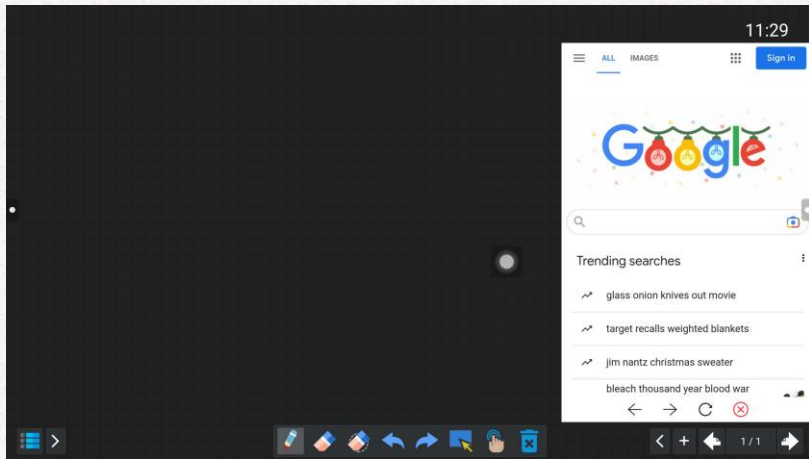 11:29
ALL IMAGES Sign in
Google
Trending searches
glass onion knives out movie
target recalls weighted blankets
jim nantz christmas sweater
bleach thousand year blood war
1 / 1